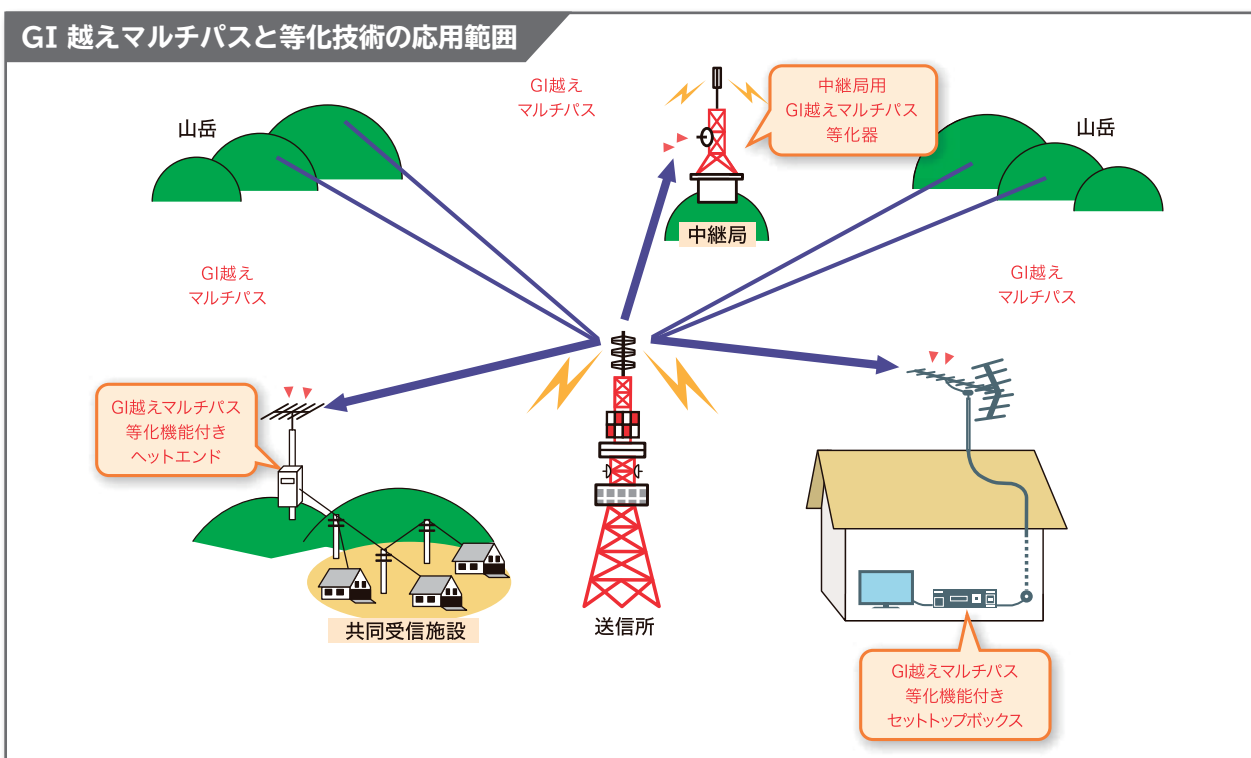 GI 越えマルチパスと等化技術の応用範囲
GI越え
マルチパス
中継局用
GI越えマルチパス
等化器
山岳
山岳
中継局
GI越え
マルチパス
GI越え
マルチパス
GI越えマルチパス
等化機能付き
ヘットエンド
共同受信施設
送信所
GI越えマルチパス
等化機能付き
セットトップボックス